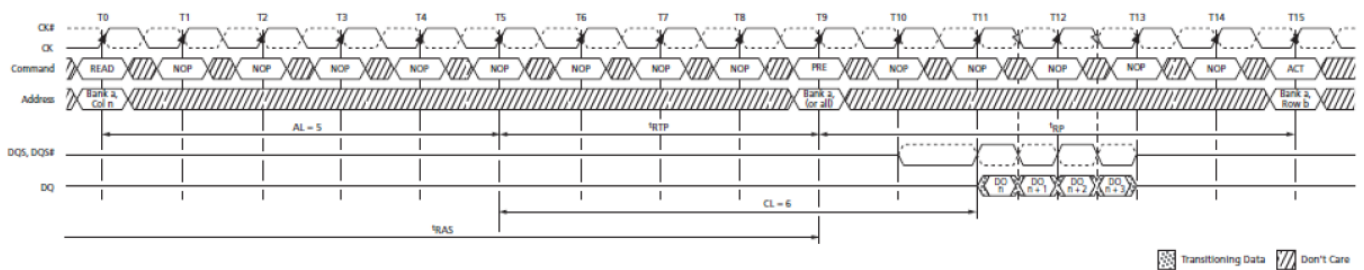 T0 T1 T2 T3 T4 T5 T6 T7 T8 T9 T10 T11 T12 T13 T14 T15
CK#
CK
Command READ NOP NOP NOP NOP NOP NOP NOP NOP PRE NOP NOP NOP NOP NOP ACT
Address Bank a, Col n Bank a, (or all) Bank a, Row b
AL = 5 tRTP tRP
DQS, DQS#
DQ DO n DO n + 1 DO n + 2 DO n + 3
CL = 6
tRAS
Transitioning Data Don't Care